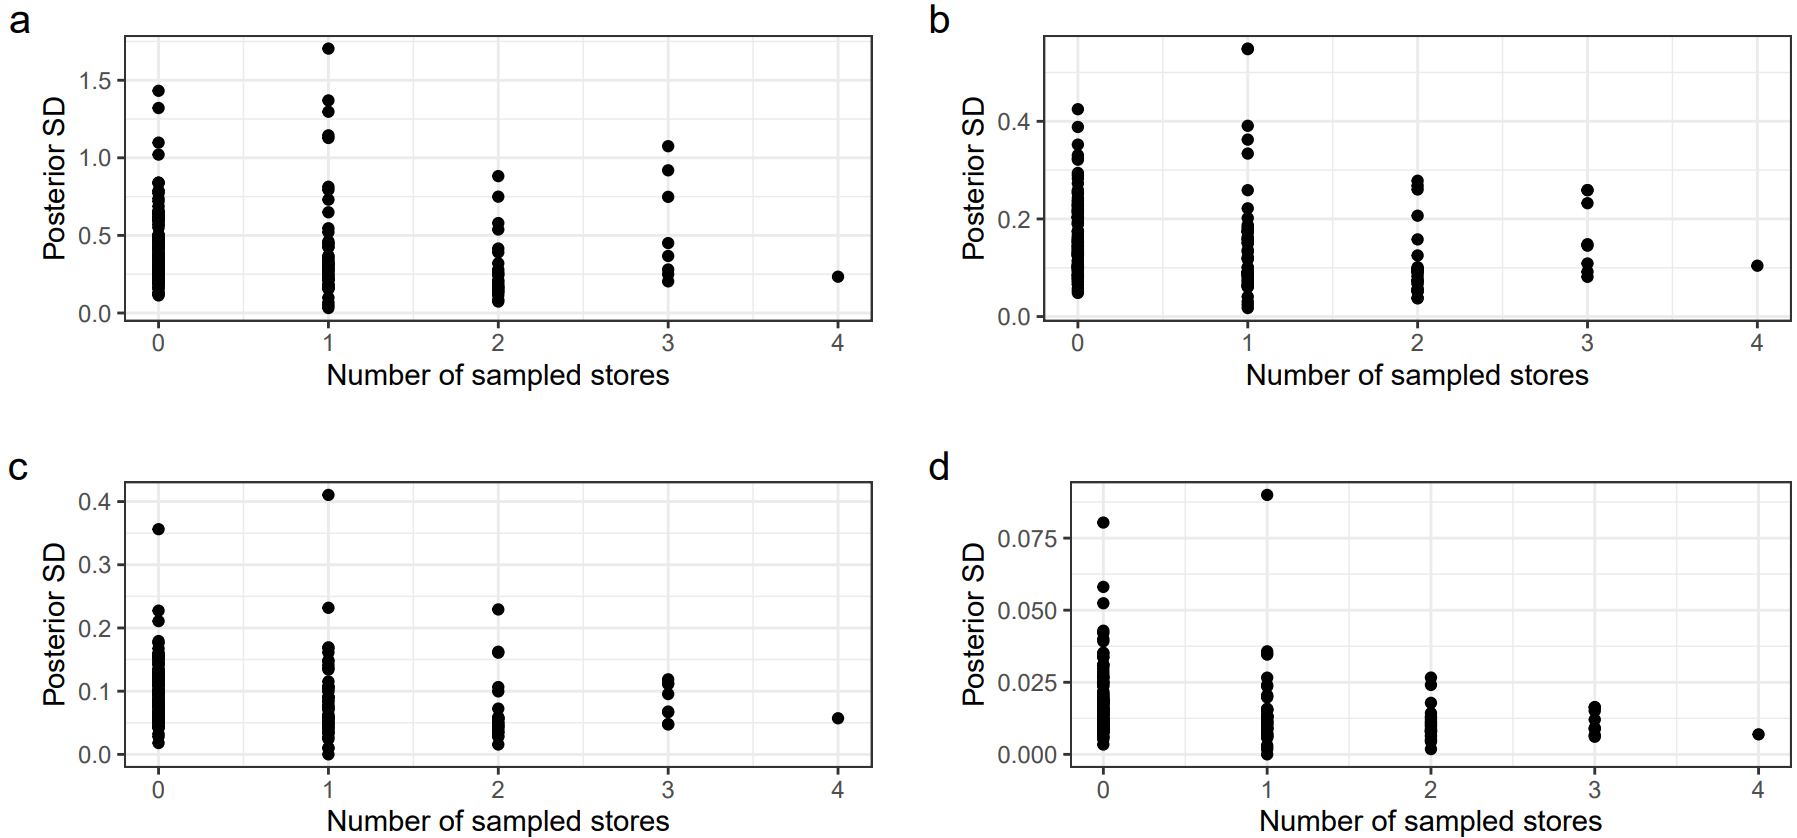 a
Posterior SD
1.5
1.0
0.5
0.0
0 1 2 3 4
Number of sampled stores
b
Posterior SD
0.4
0.2
0.0
0 1 2 3 4
Number of sampled stores
c
Posterior SD
0.4
0.3
0.2
0.1
0.0
0 1 2 3 4
Number of sampled stores
d
Posterior SD
0.075
0.050
0.025
0.000
0 1 2 3 4
Number of sampled stores